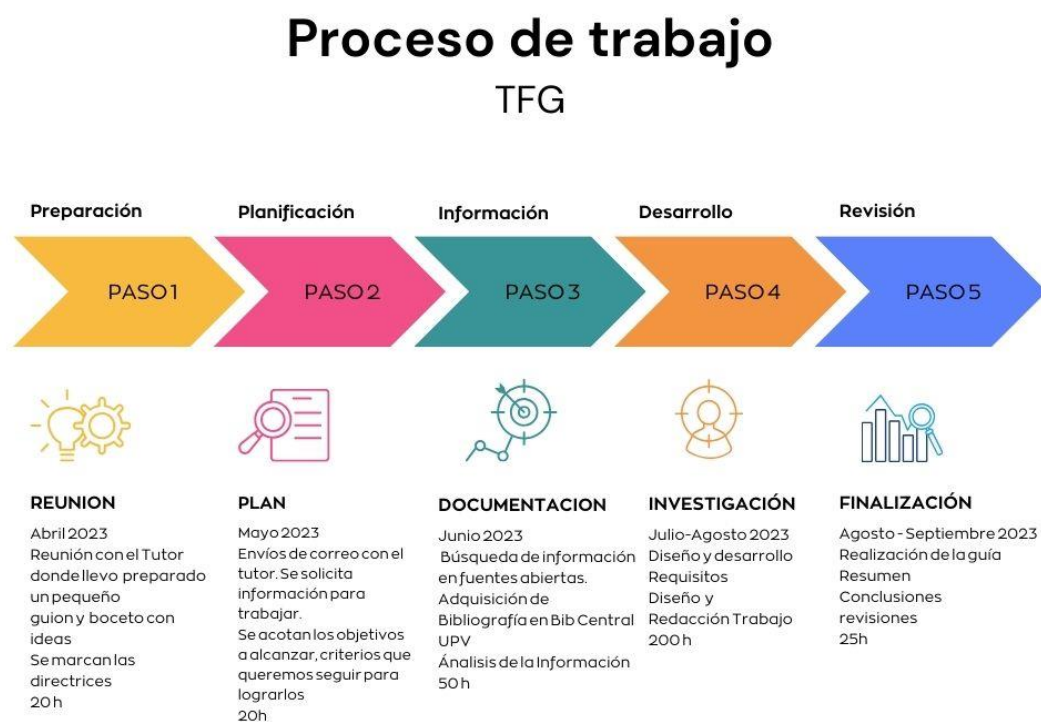 Proceso de trabajo
TFG
Preparación
Planificación
Información
Desarrollo
Revisión
PASO 1
PASO 2
PASO 3
PASO 4
PASO 5
REUNION
Abril 2023
Reunión con el Tutor
donde llevo preparado
un pequeño
guion y boceto con
ideas
Se marcan las
directrices
20 h
PLAN
Mayo 2023
Envíos de correo con el
tutor. Se solicita
información para
trabajar.
Se acotan los objetivos
a alcanzar, criterios que
queremos seguir para
lograrlos
20h
DOCUMENTACION
Junio 2023
Búsqueda de información
en fuentes abiertas.
Adquisición de
Bibliografía en Bib Central
UPV
Ánalisis de la Información
50 h
INVESTIGACIÓN
Julio-Agosto 2023
Diseño y desarrollo
Requisitos
Diseño y
Redacción Trabajo
200 h
FINALIZACIÓN
Agosto - Septiembre 2023
Realización de la guía
Resumen
Conclusiones
revisiones
25h